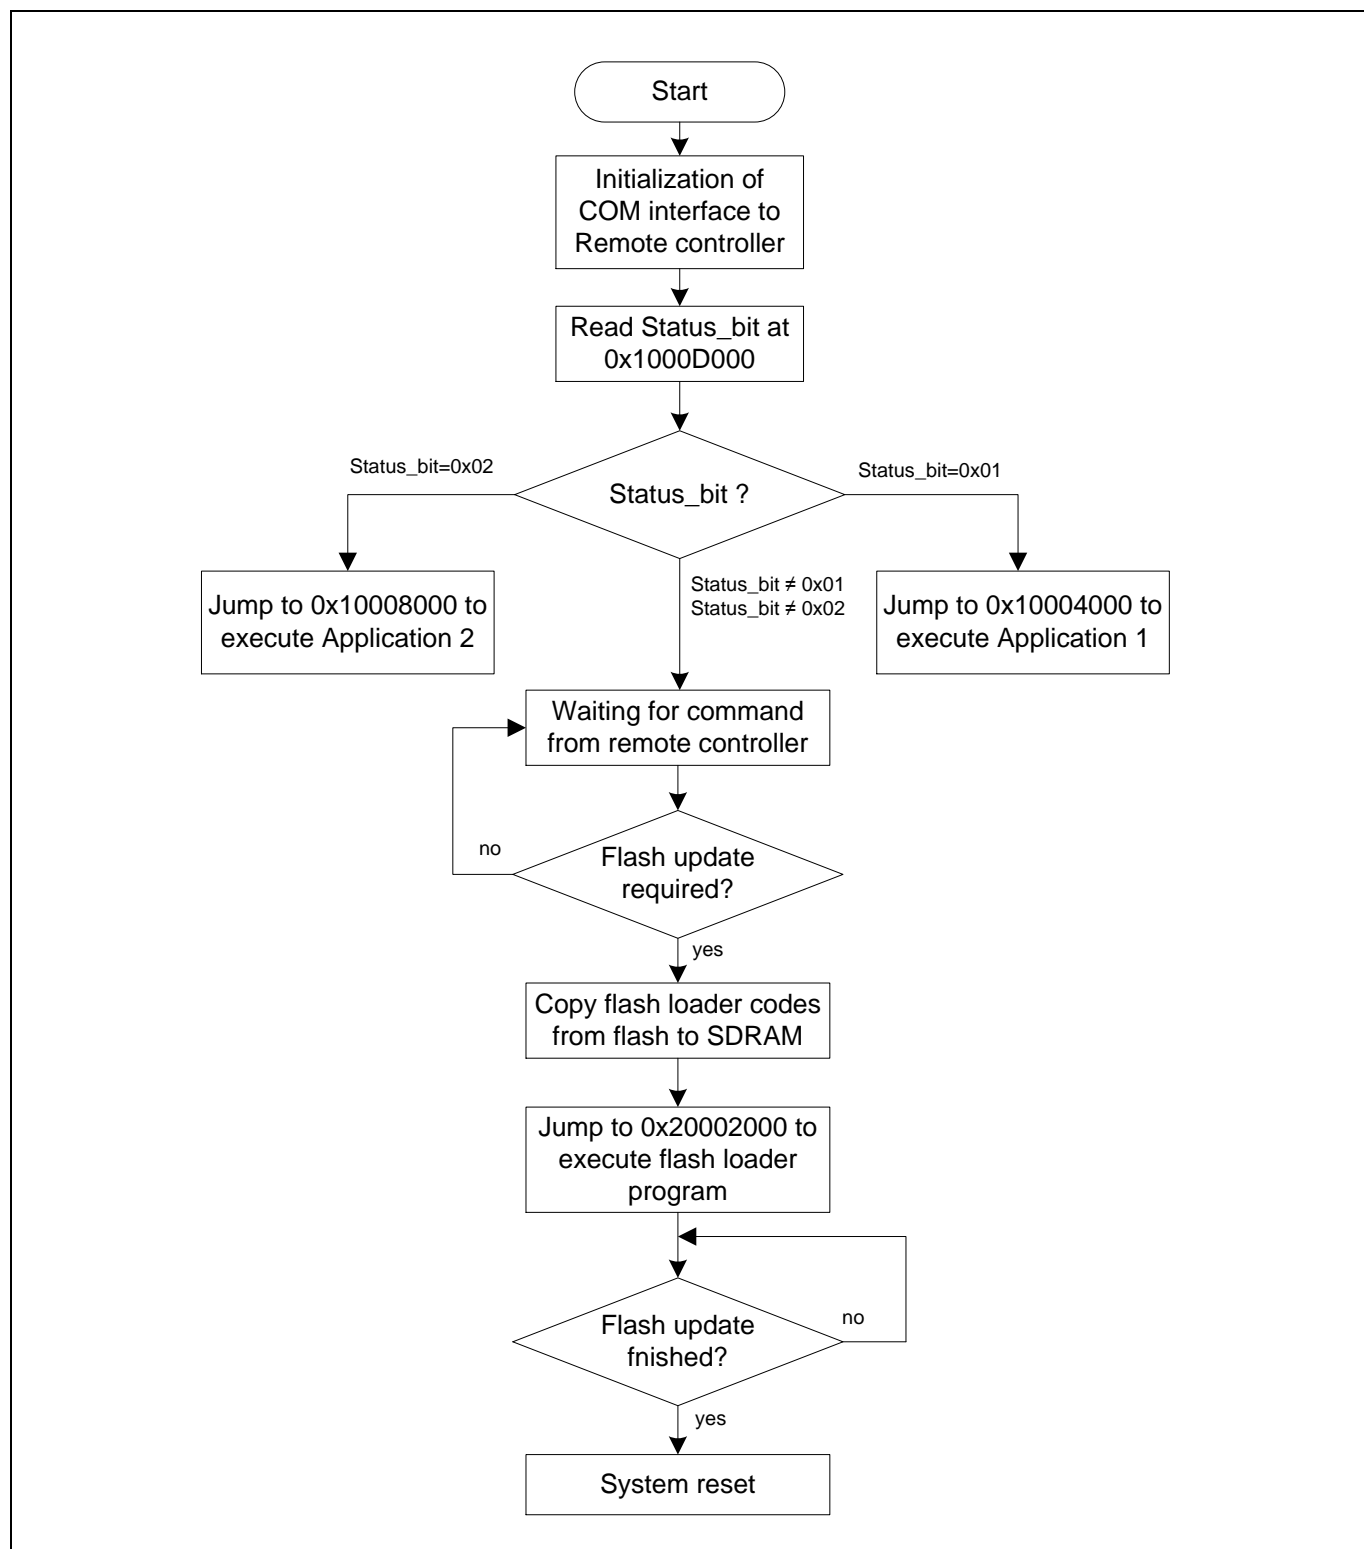 Start
Initialization of
COM interface to
Remote controller
Read Status_bit at
0x1000D000
Status_bit=0x02
Status_bit ?
Status_bit=0x01
Jump to 0x10008000 to
execute Application 2
Status_bit ≠ 0x01
Status_bit ≠ 0x02
Jump to 0x10004000 to
execute Application 1
Waiting for command
from remote controller
no
Flash update
required?
yes
Copy flash loader codes
from flash to SDRAM
Jump to 0x20002000 to
execute flash loader
program
Flash update
fnished?
no
yes
System reset